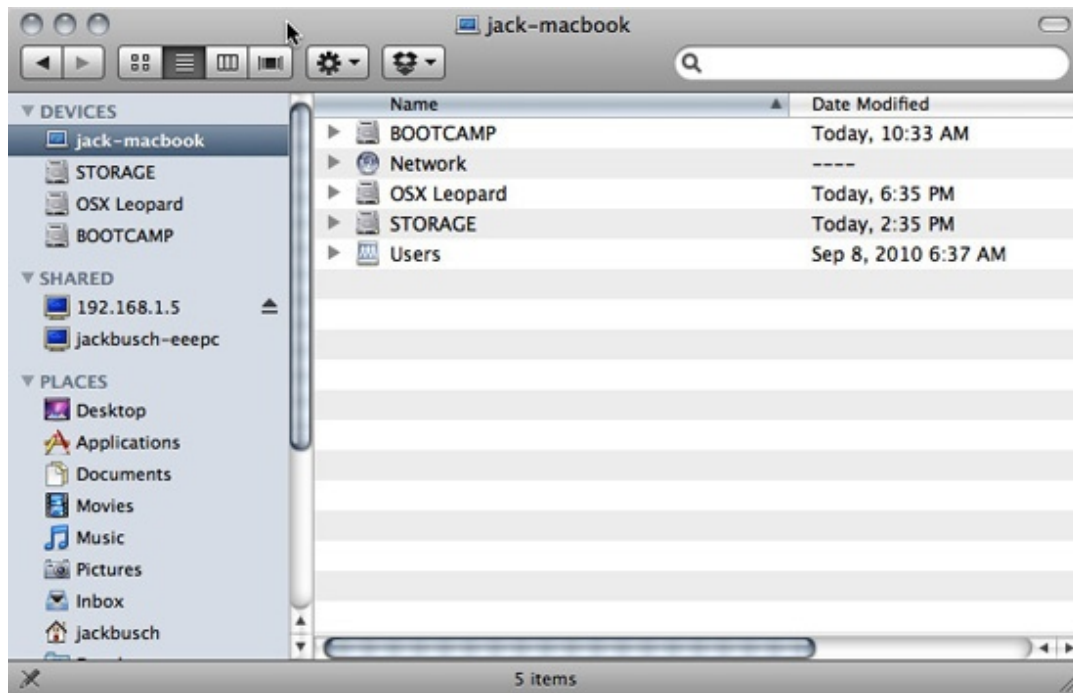 jack-macbook
DEVICES
jack-macbook
STORAGE
OSX Leopard
BOOTCAMP
SHARED
192.168.1.5
jackbusch-eeepc
PLACES
Desktop
Applications
Documents
Movies
Music
Pictures
Inbox
jackbusch
Name Date Modified
BOOTCAMP Today, 10:33 AM
Network ----
OSX Leopard Today, 6:35 PM
STORAGE Today, 2:35 PM
Users Sep 8, 2010 6:37 AM
5 items